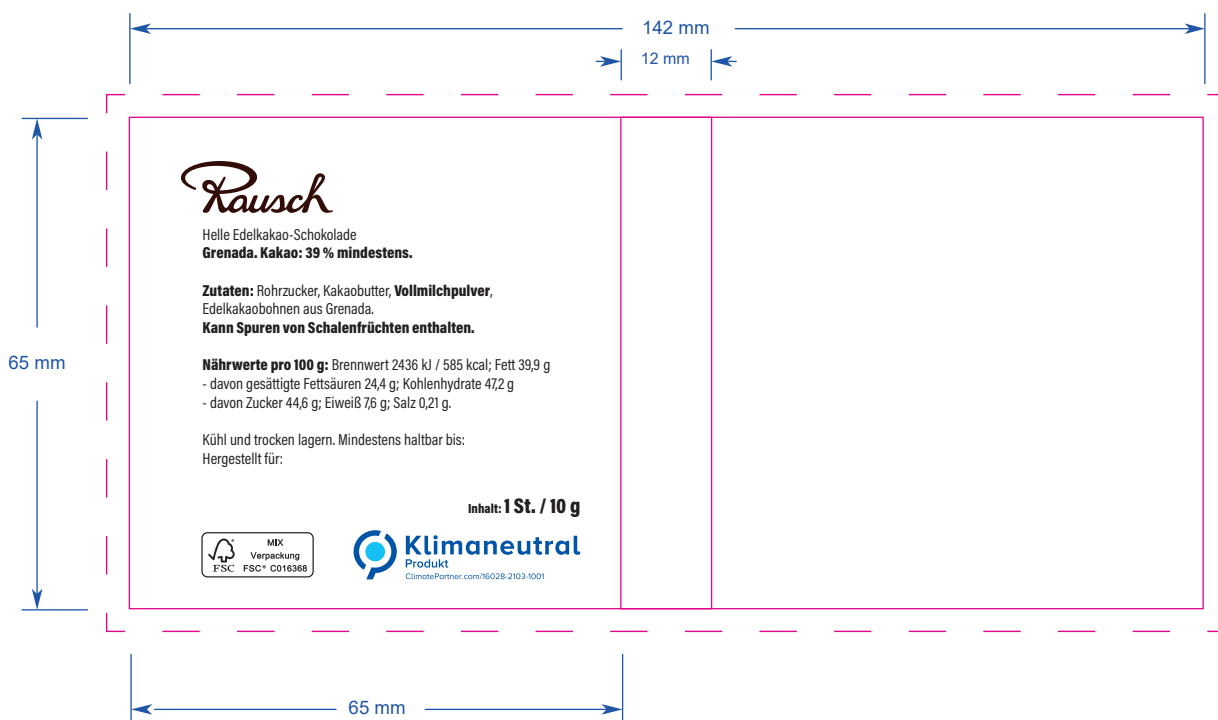 142 mm
12 mm
65 mm
Rausch
Helle Edelkakao-Schokolade
Grenada. Kakao: 39 % mindestens.
Zutaten: Rohrzucker, Kakaobutter, Vollmilchpulver,
Edelkakaobohnen aus Grenada.
Kann Spuren von Schalenfrüchten enthalten.
Nährwerte pro 100 g: Brennwert 2436 kJ / 585 kcal; Fett 39,9 g
- davon gesättigte Fettsäuren 24,4 g; Kohlenhydrate 47,2 g
- davon Zucker 44,6 g; Eiweiß 7,6 g; Salz 0,21 g.
Kühl und trocken lagern. Mindestens haltbar bis:
Hergestellt für:
Inhalt: 1 St. / 10 g
FSC
MIX
Verpackung
FSC® C016368
Klimaneutral
Produkt
ClimatePartner.com/16028-2103-1001
65 mm